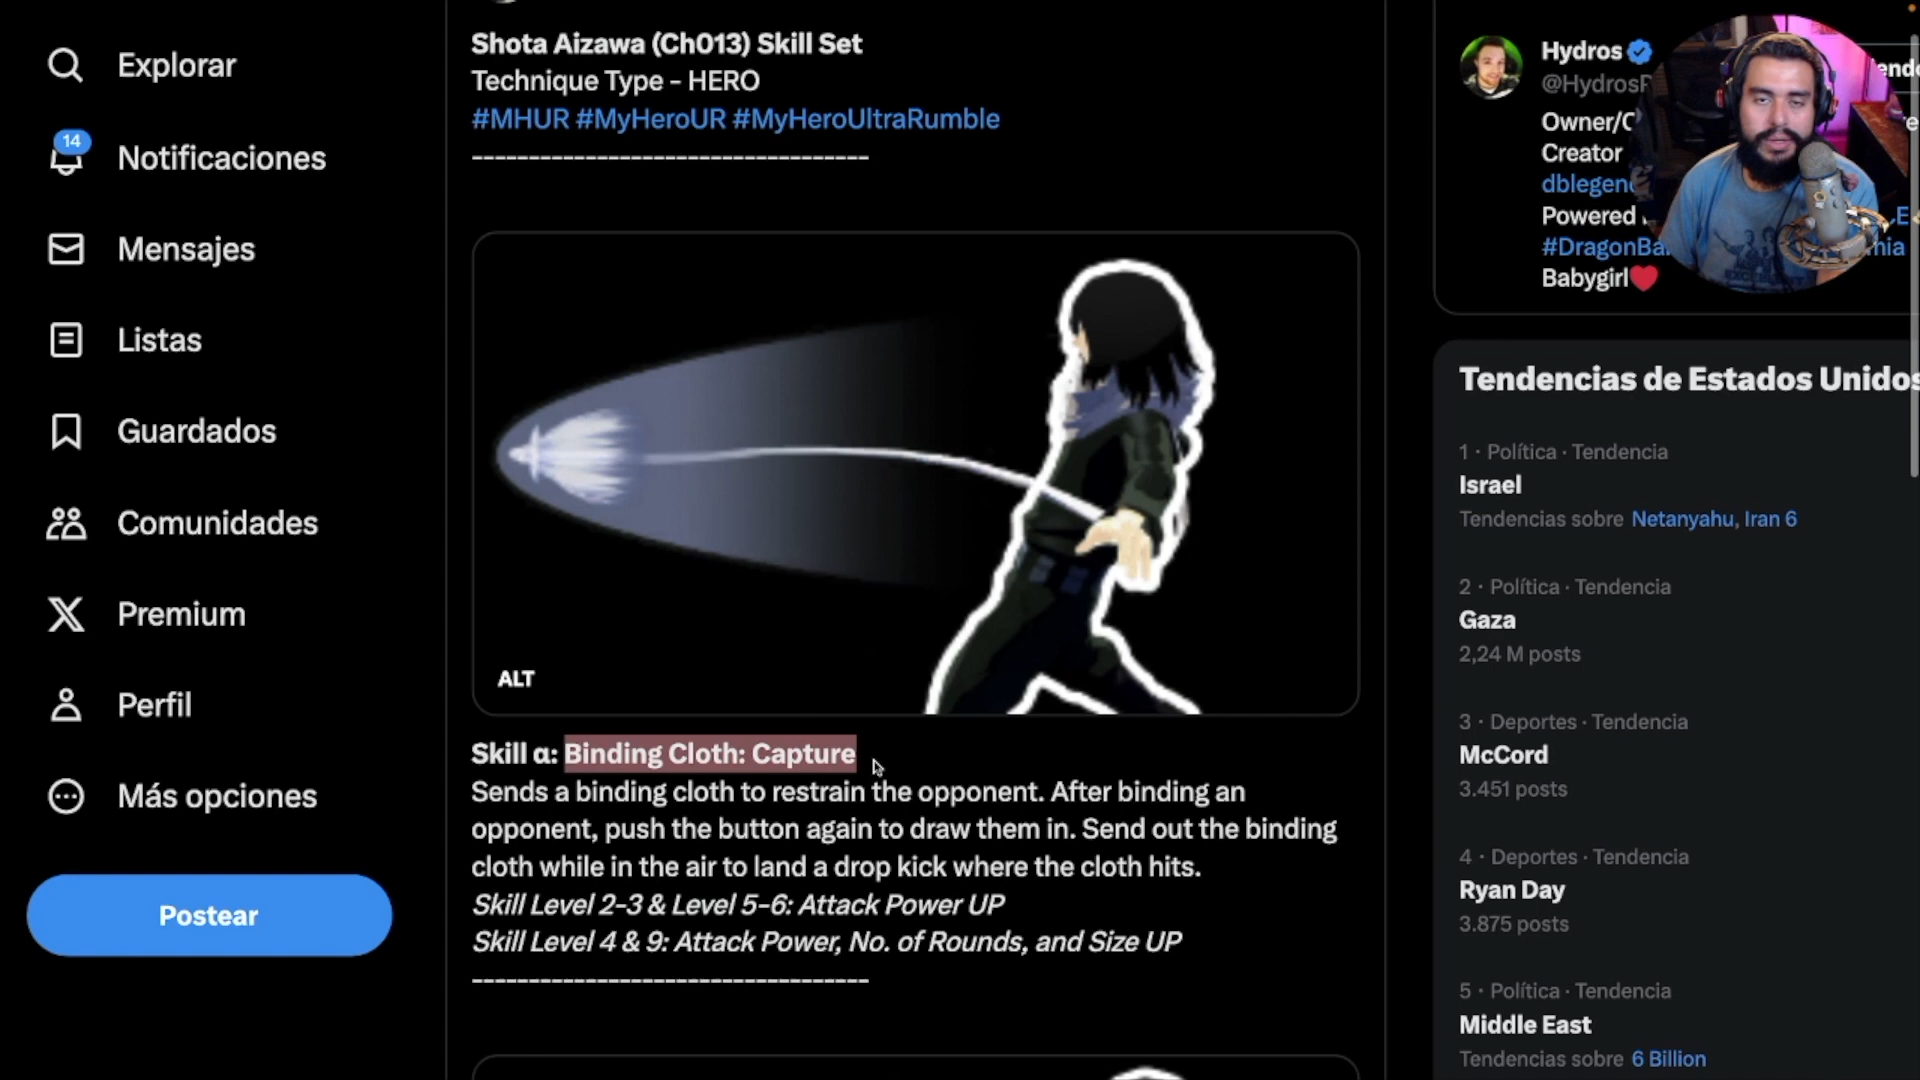 Explorar
14
Notificaciones
Mensajes
Listas
Guardados
Comunidades
Premium
Perfil
Más opciones
Postear
Shota Aizawa (Ch013) Skill Set
Technique Type - HERO
#MHUR #MyHeroUR #MyHeroUltraRumble
----------------------------------
ALT
Skill α: Binding Cloth: Capture
Sends a binding cloth to restrain the opponent. After binding an
opponent, push the button again to draw them in. Send out the binding
cloth while in the air to land a drop kick where the cloth hits.
Skill Level 2-3 & Level 5-6: Attack Power UP
Skill Level 4 & 9: Attack Power, No. of Rounds, and Size UP
----------------------------------
Hydros
Creator
Powered
Babygirl
Tendencias de Estados Unidos
1 · Política · Tendencia
Israel
Tendencias sobre Netanyahu, Iran 6
2 · Política · Tendencia
Gaza
2,24 M posts
3 · Deportes · Tendencia
McCord
3.451 posts
4 · Deportes · Tendencia
Ryan Day
3.875 posts
5 · Política · Tendencia
Middle East
Tendencias sobre 6 Billion